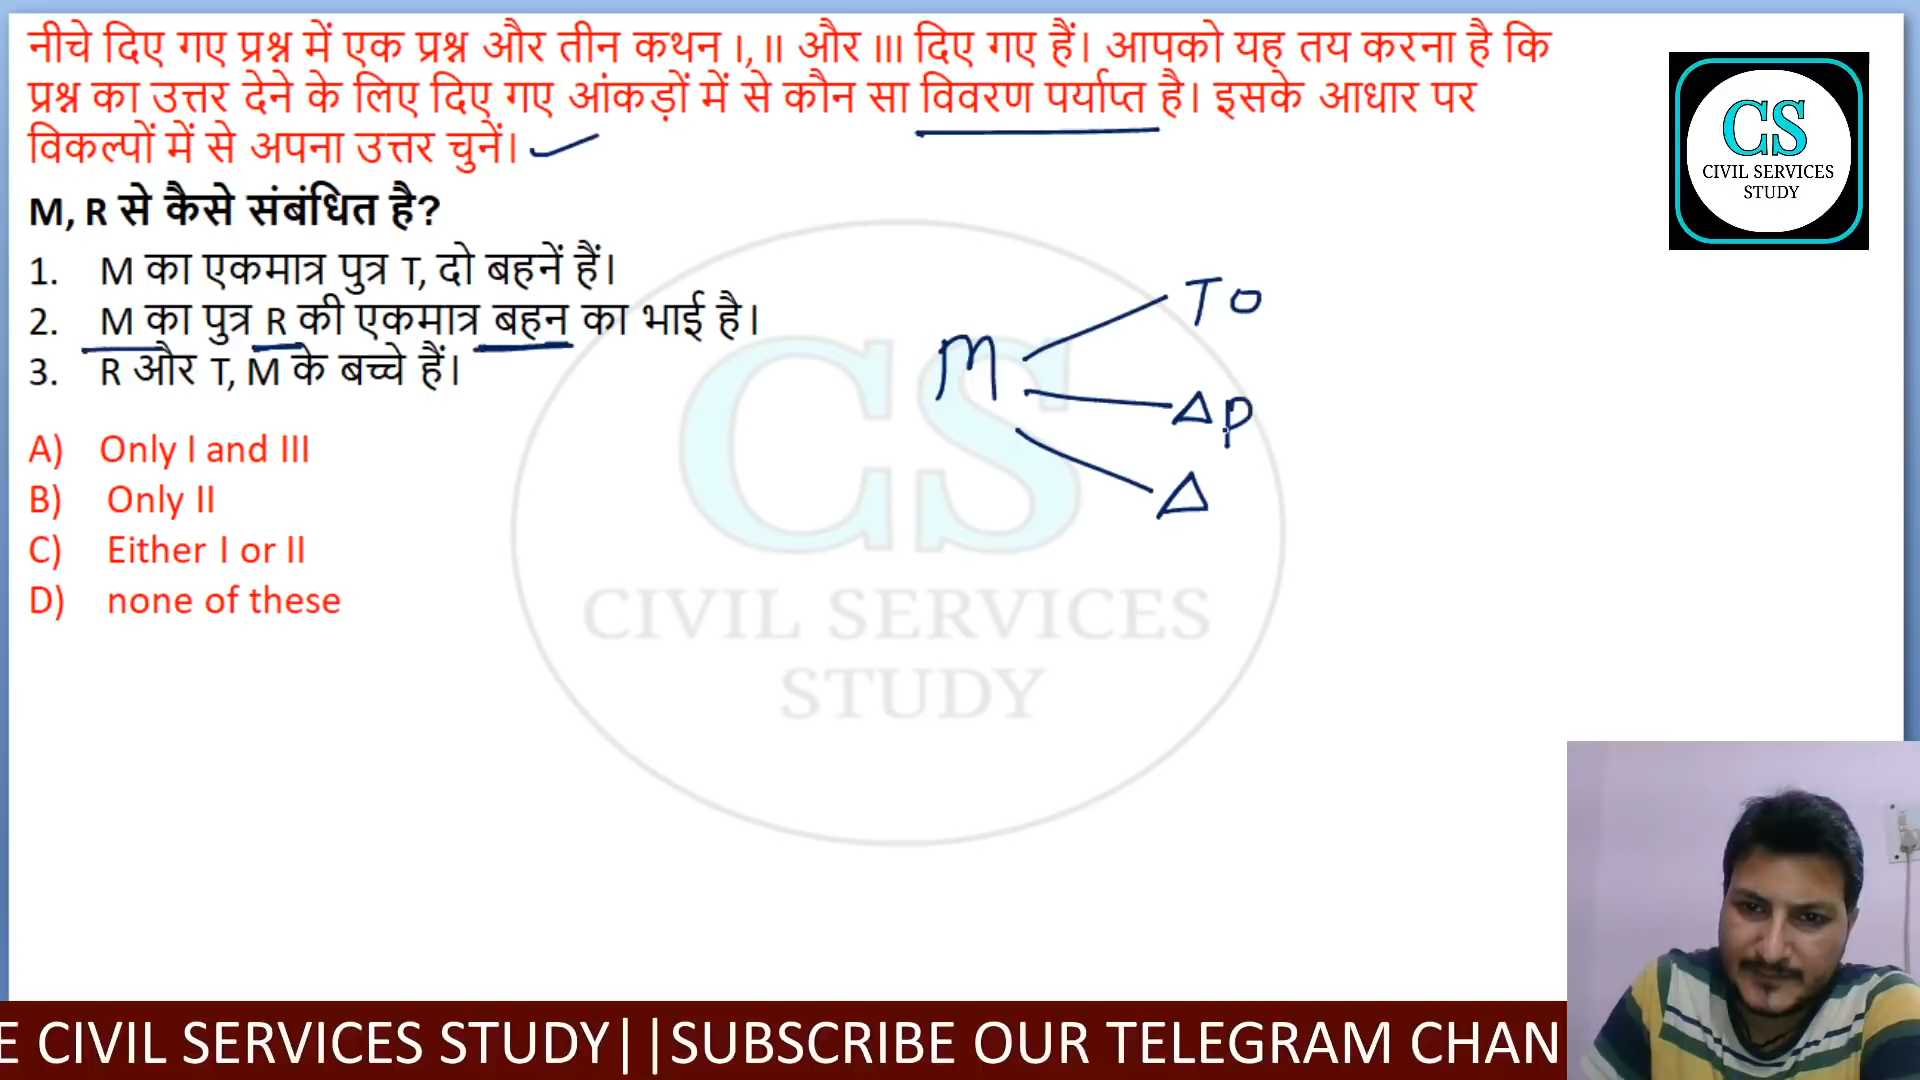 नीचे दिए गए प्रश्न में एक प्रश्न और तीन कथन I, II और III दिए गए हैं। आपको यह तय करना है कि
प्रश्न का उत्तर देने के लिए दिए गए आंकड़ों में से कौन सा विवरण पर्याप्त है। इसके आधार पर
विकल्पों में से अपना उत्तर चुनें।
M, R से कैसे संबंधित है?
1. M का एकमात्र पुत्र T, दो बहनें हैं।
2. M का पुत्र R की एकमात्र बहन का भाई है।
3. R और T, M के बच्चे हैं।
A) Only I and III
B) Only II
C) Either I or II
D) none of these
T
M
P
CS
CIVIL SERVICES
STUDY
CS
CIVIL SERVICES
STUDY
E CIVIL SERVICES STUDY||SUBSCRIBE OUR TELEGRAM CHAN